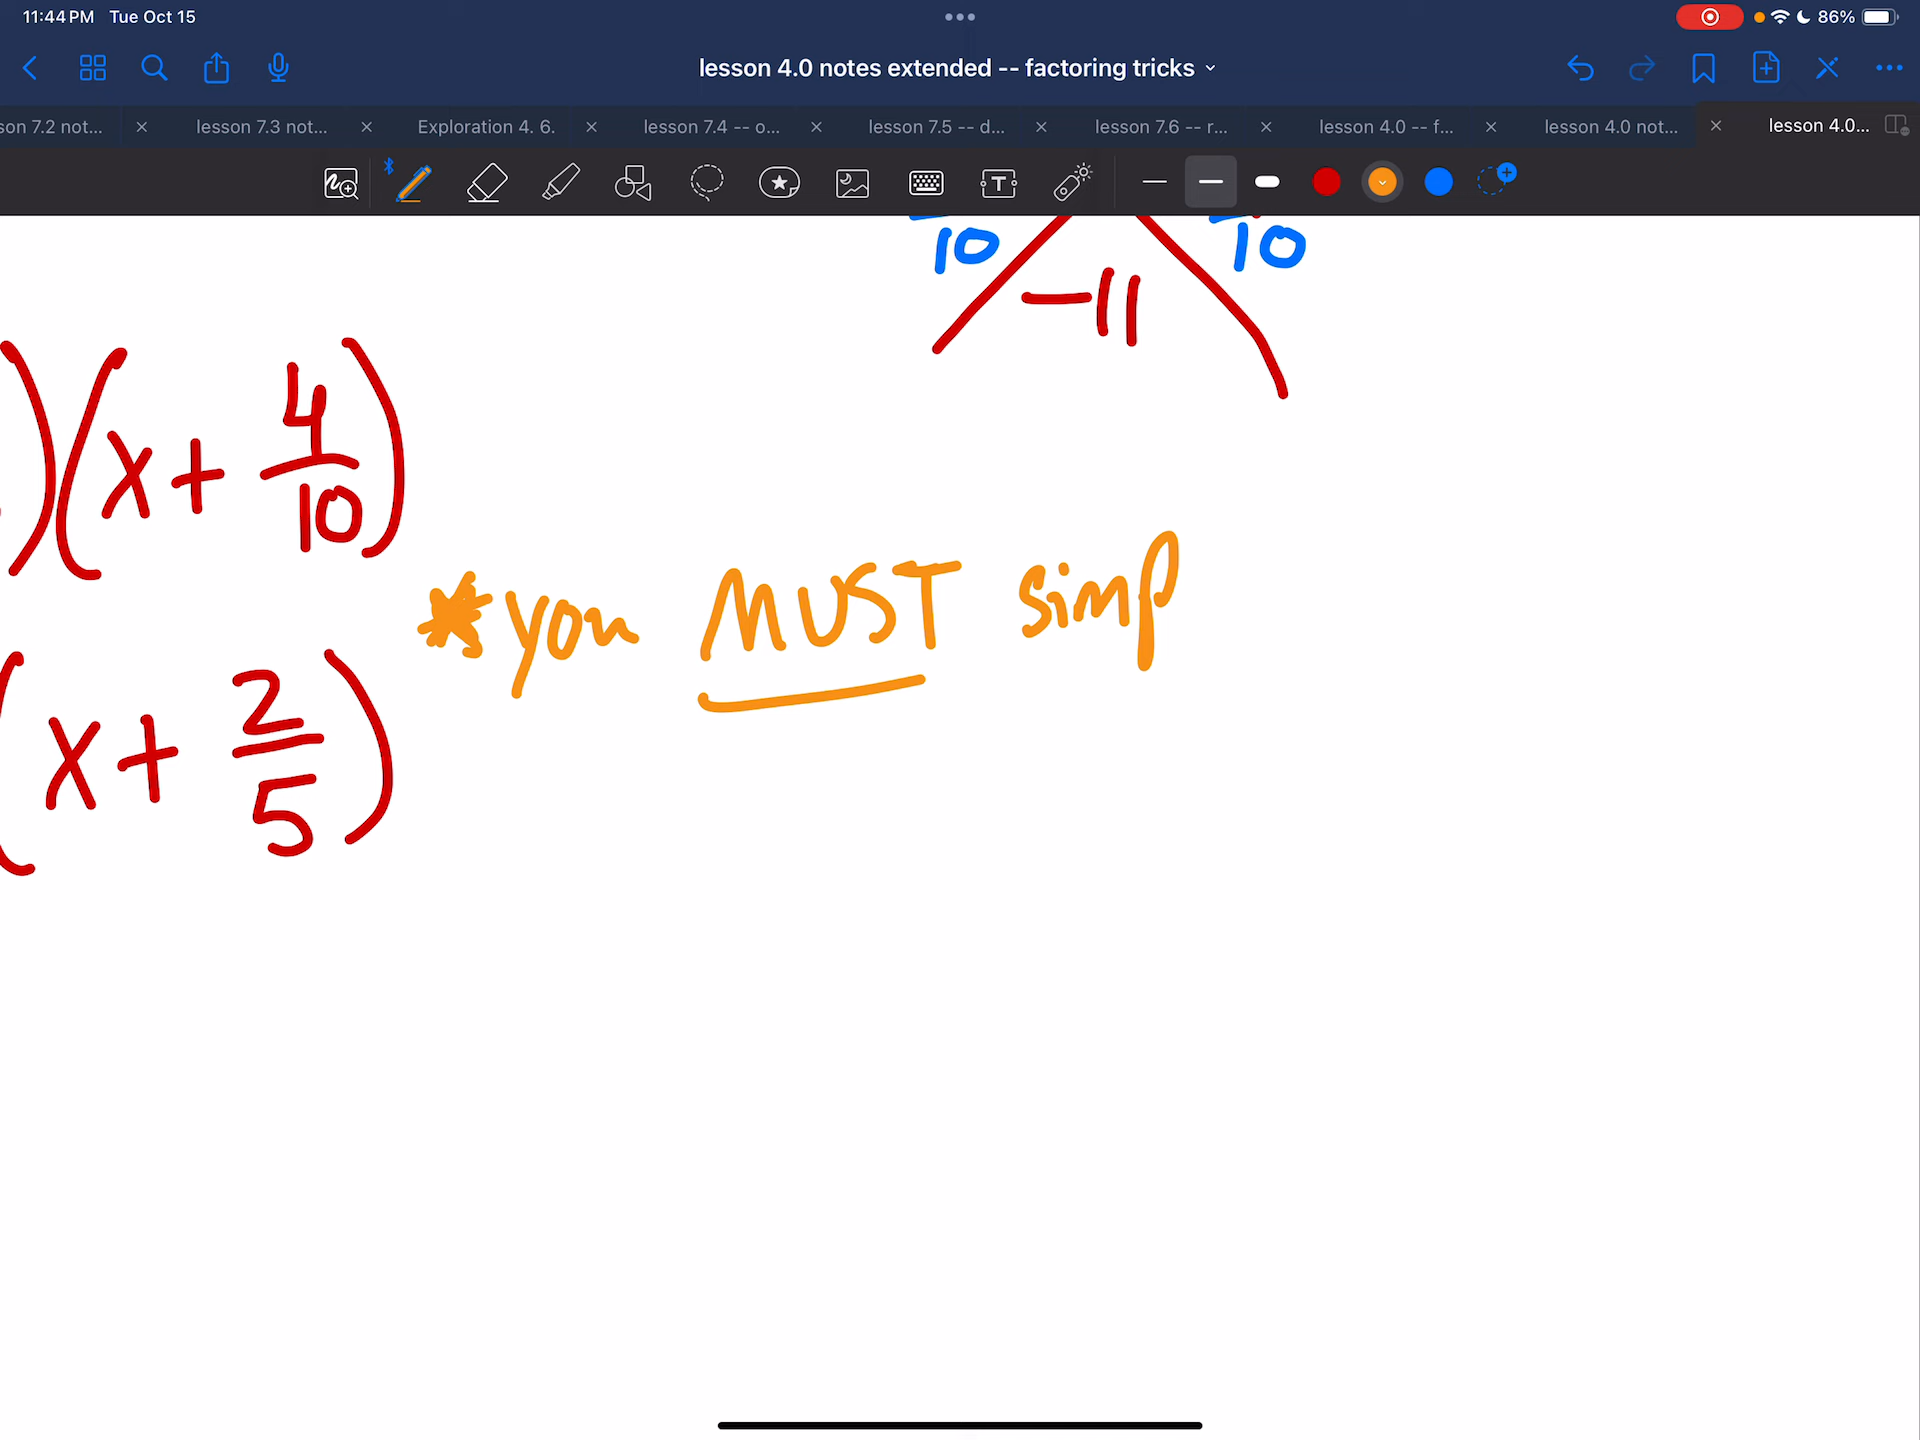 11:44 PM Tue Oct 15 86%
lesson 4.0 notes extended -- factoring tricks
son 7.2 not... lesson 7.3 not... Exploration 4. 6. lesson 7.4 -- o... lesson 7.5 -- d... lesson 7.6 -- r... lesson 4.0 -- f... lesson 4.0 not... lesson 4.0...
10 10
-11
)(x + 4/10)
*you MUST simp
(x + 2/5)